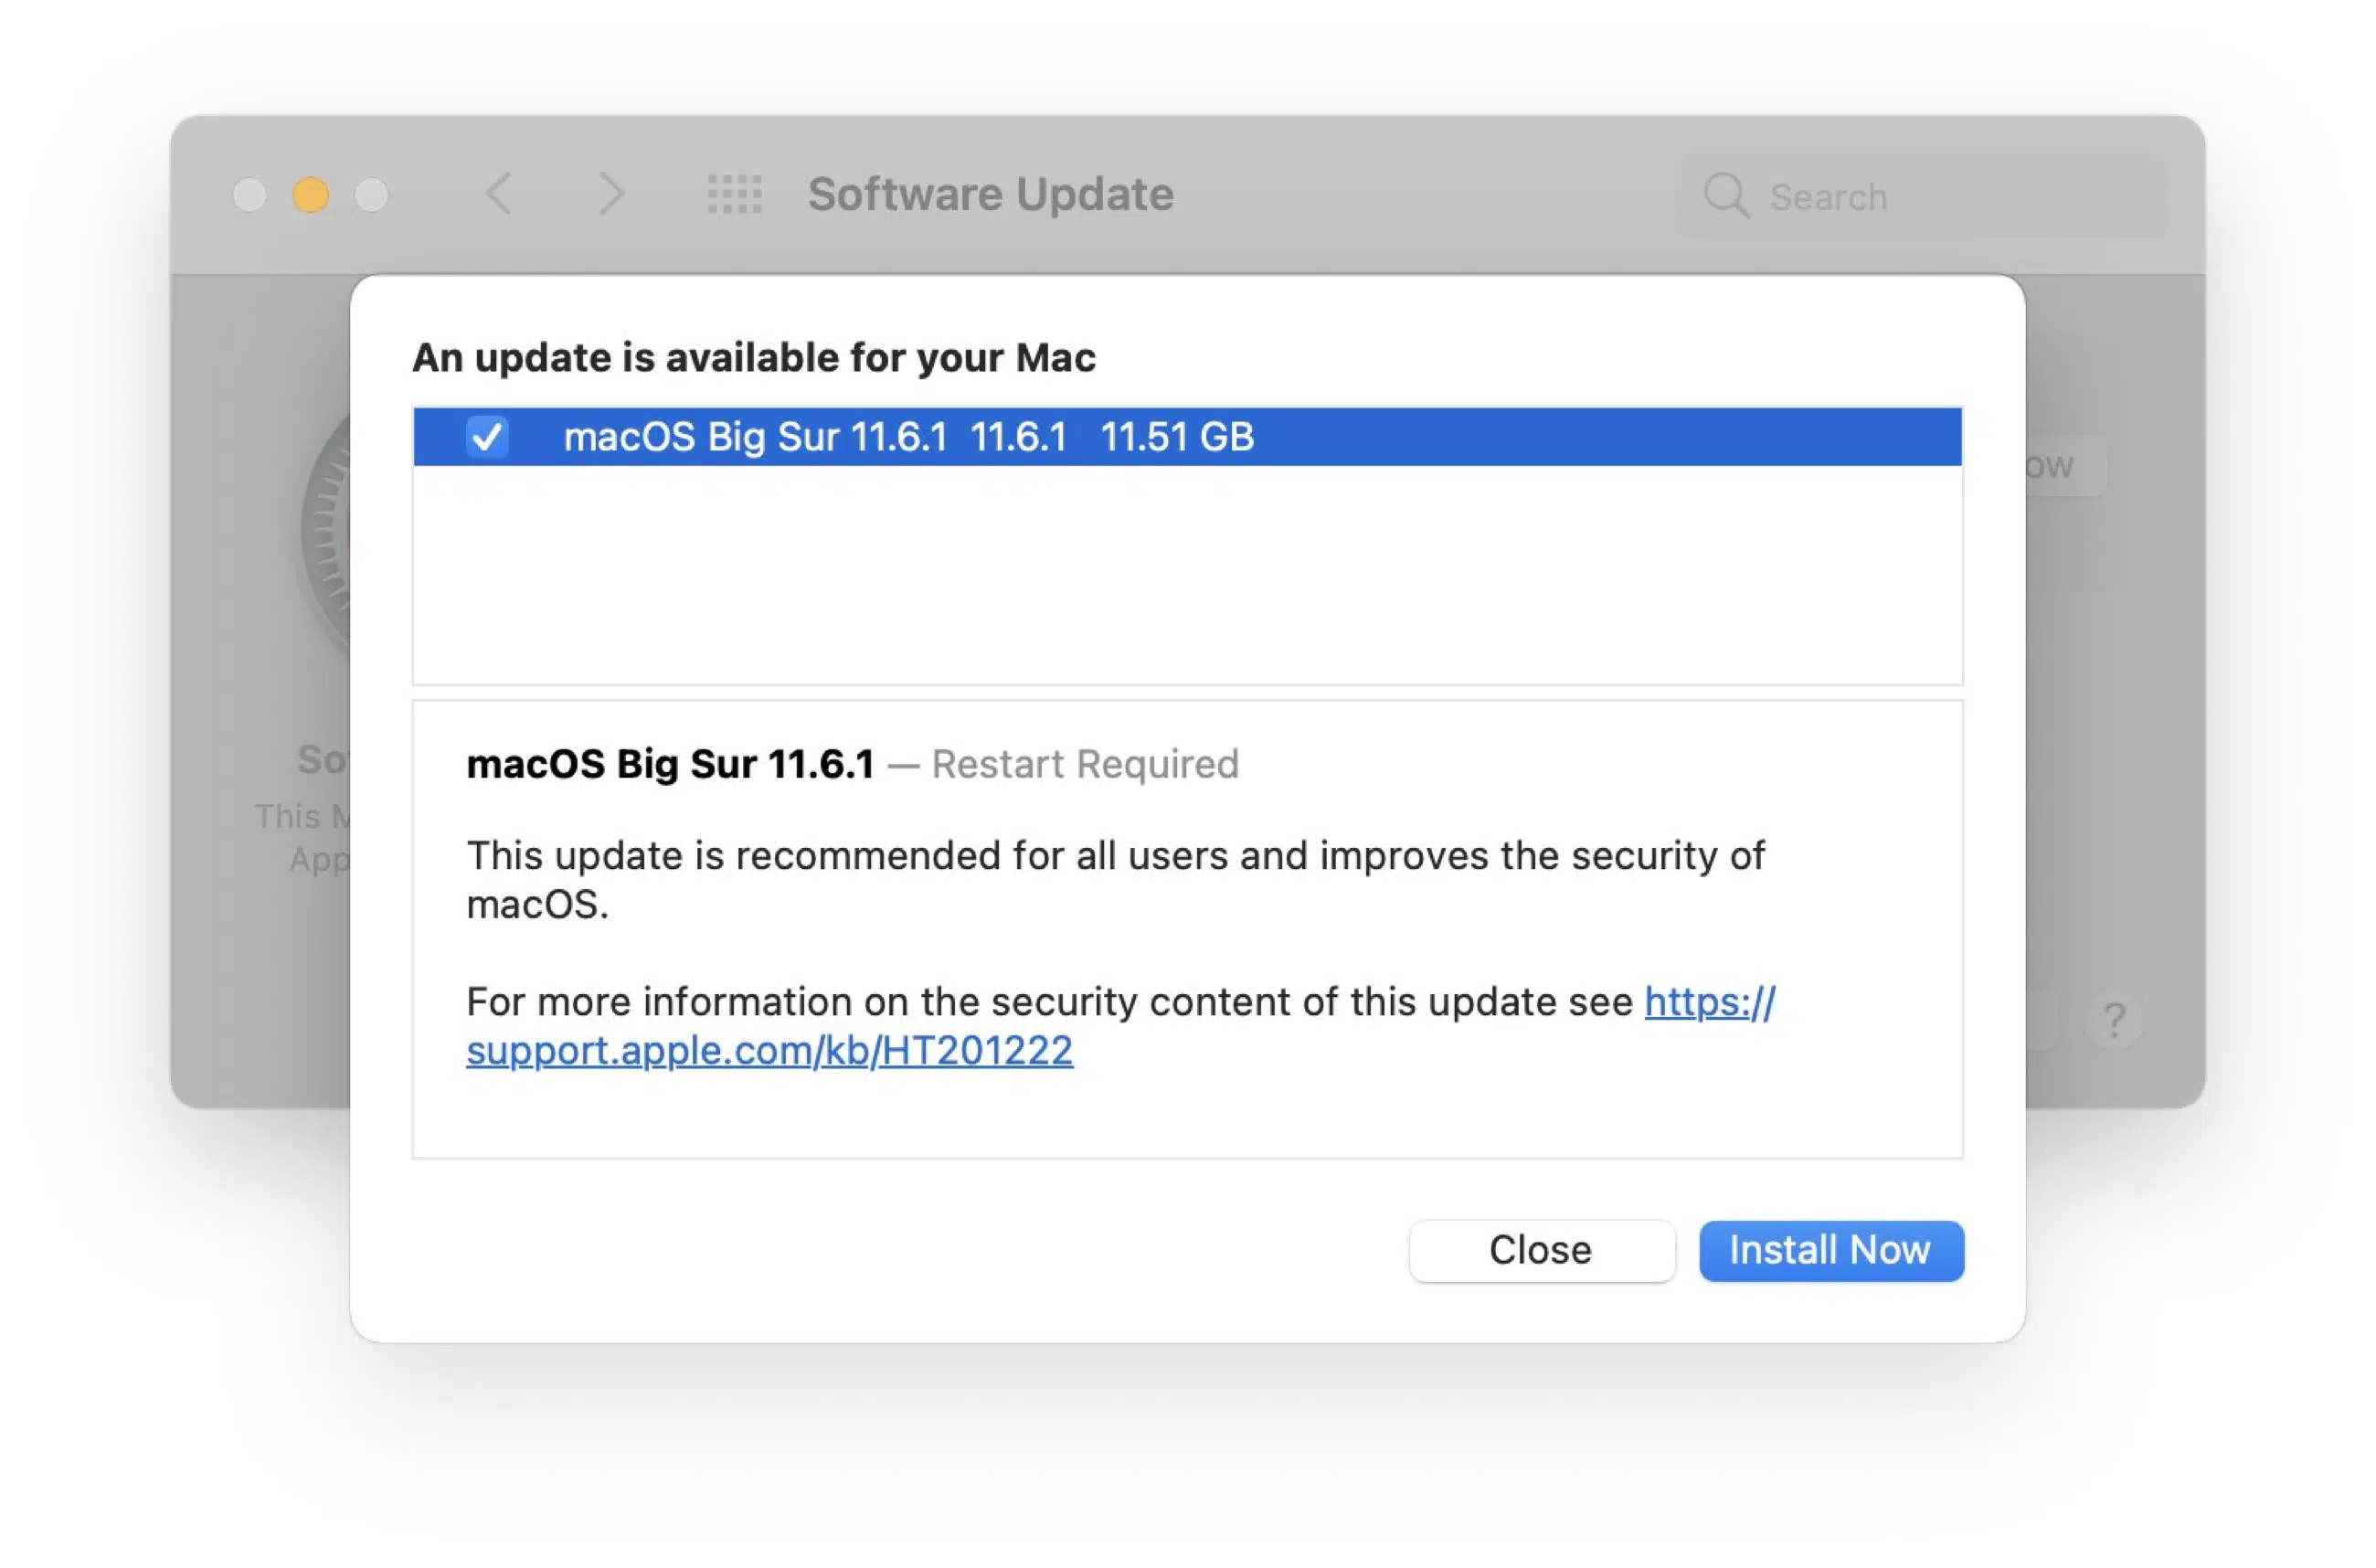 Software Update
Search
An update is available for your Mac
macOS Big Sur 11.6.1 11.6.1 11.51 GB
macOS Big Sur 11.6.1 — Restart Required
This update is recommended for all users and improves the security of
macOS.
For more information on the security content of this update see https://
support.apple.com/kb/HT201222
This
?
Close
Install Now